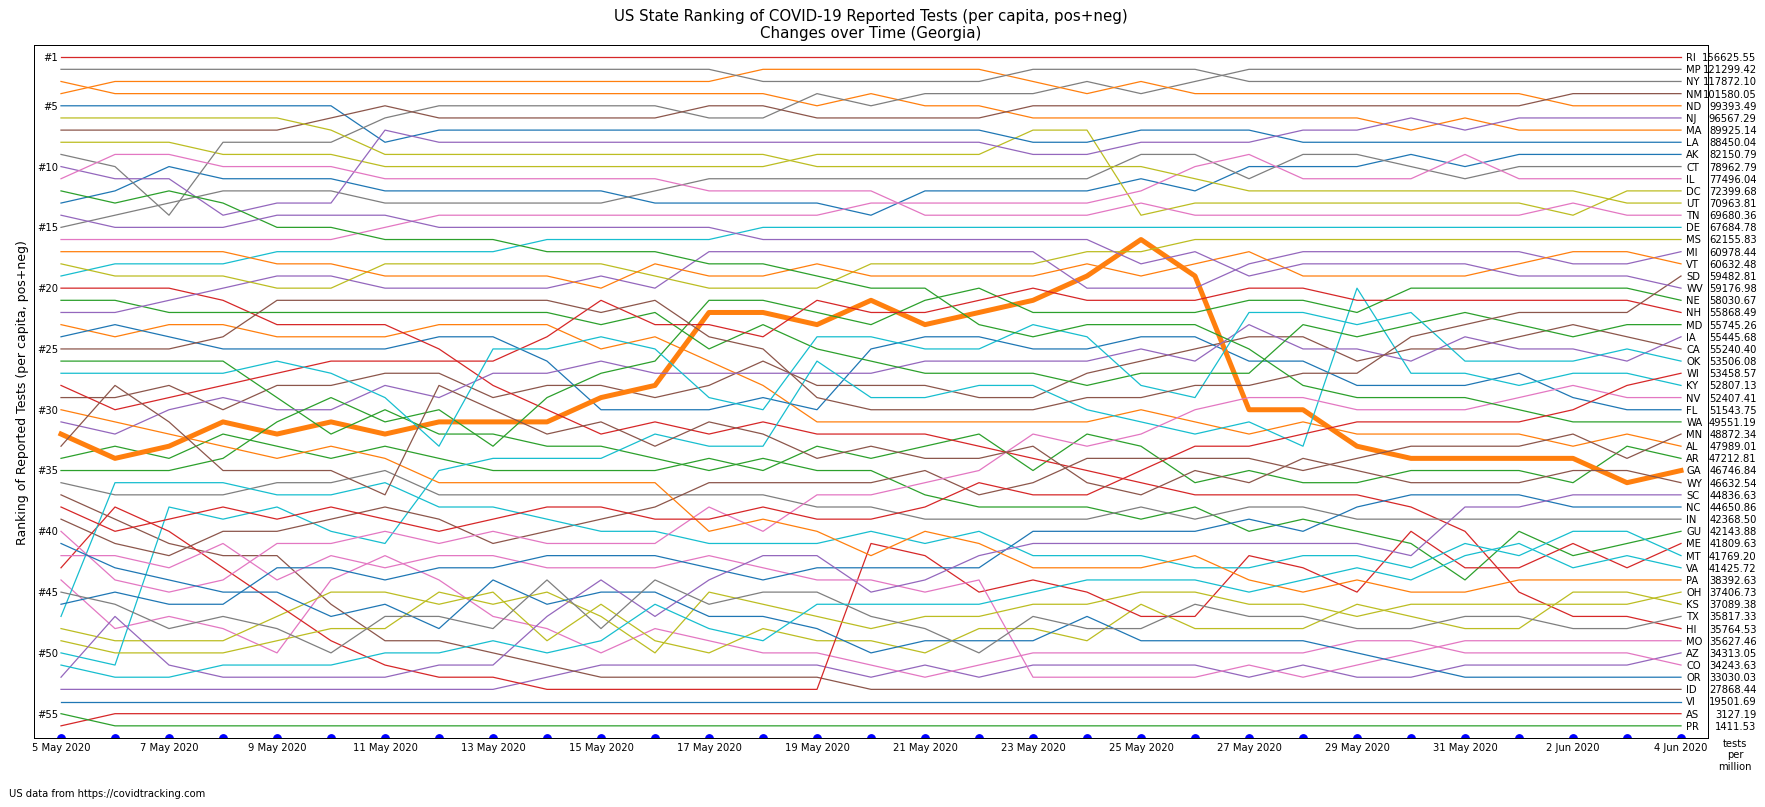 US State Ranking of COVID-19 Reported Tests (per capita, pos+neg)
Changes over Time (Georgia)
Ranking of Reported Tests (per capita, pos+neg)
#1
#5
#10
#15
#20
#25
#30
#35
#40
#45
#50
#55
RI 156625.55
MP 121299.42
NY 117872.10
NM 101580.05
ND 99393.49
NJ 96567.29
MA 89925.14
LA 88450.04
AK 82150.79
CT 78962.79
IL 77496.04
DC 72399.68
UT 70963.81
TN 69680.36
DE 67684.78
MS 62155.83
MI 60978.44
VT 60632.48
SD 59482.81
WV 59176.98
NE 58030.67
NH 55868.49
MD 55745.26
IA 55445.68
CA 55240.40
OK 53506.08
WI 53458.57
KY 52807.13
NV 52407.41
FL 51543.75
WA 49551.19
MN 48872.34
AL 47989.01
AR 47212.81
GA 46746.84
WY 46632.54
SC 44836.63
NC 44650.86
IN 42368.50
GU 42143.88
ME 41809.63
MT 41769.20
VA 41425.72
PA 38392.63
OH 37406.73
KS 37089.38
TX 35817.33
HI 35764.53
MO 35627.46
AZ 34313.05
CO 34243.63
OR 33030.03
ID 27868.44
VI 19501.69
AS 3127.19
PR 1411.53
5 May 2020 7 May 2020 9 May 2020 11 May 2020 13 May 2020 15 May 2020 17 May 2020 19 May 2020 21 May 2020 23 May 2020 25 May 2020 27 May 2020 29 May 2020 31 May 2020 2 Jun 2020 4 Jun 2020
tests
per
million
US data from https://covidtracking.com